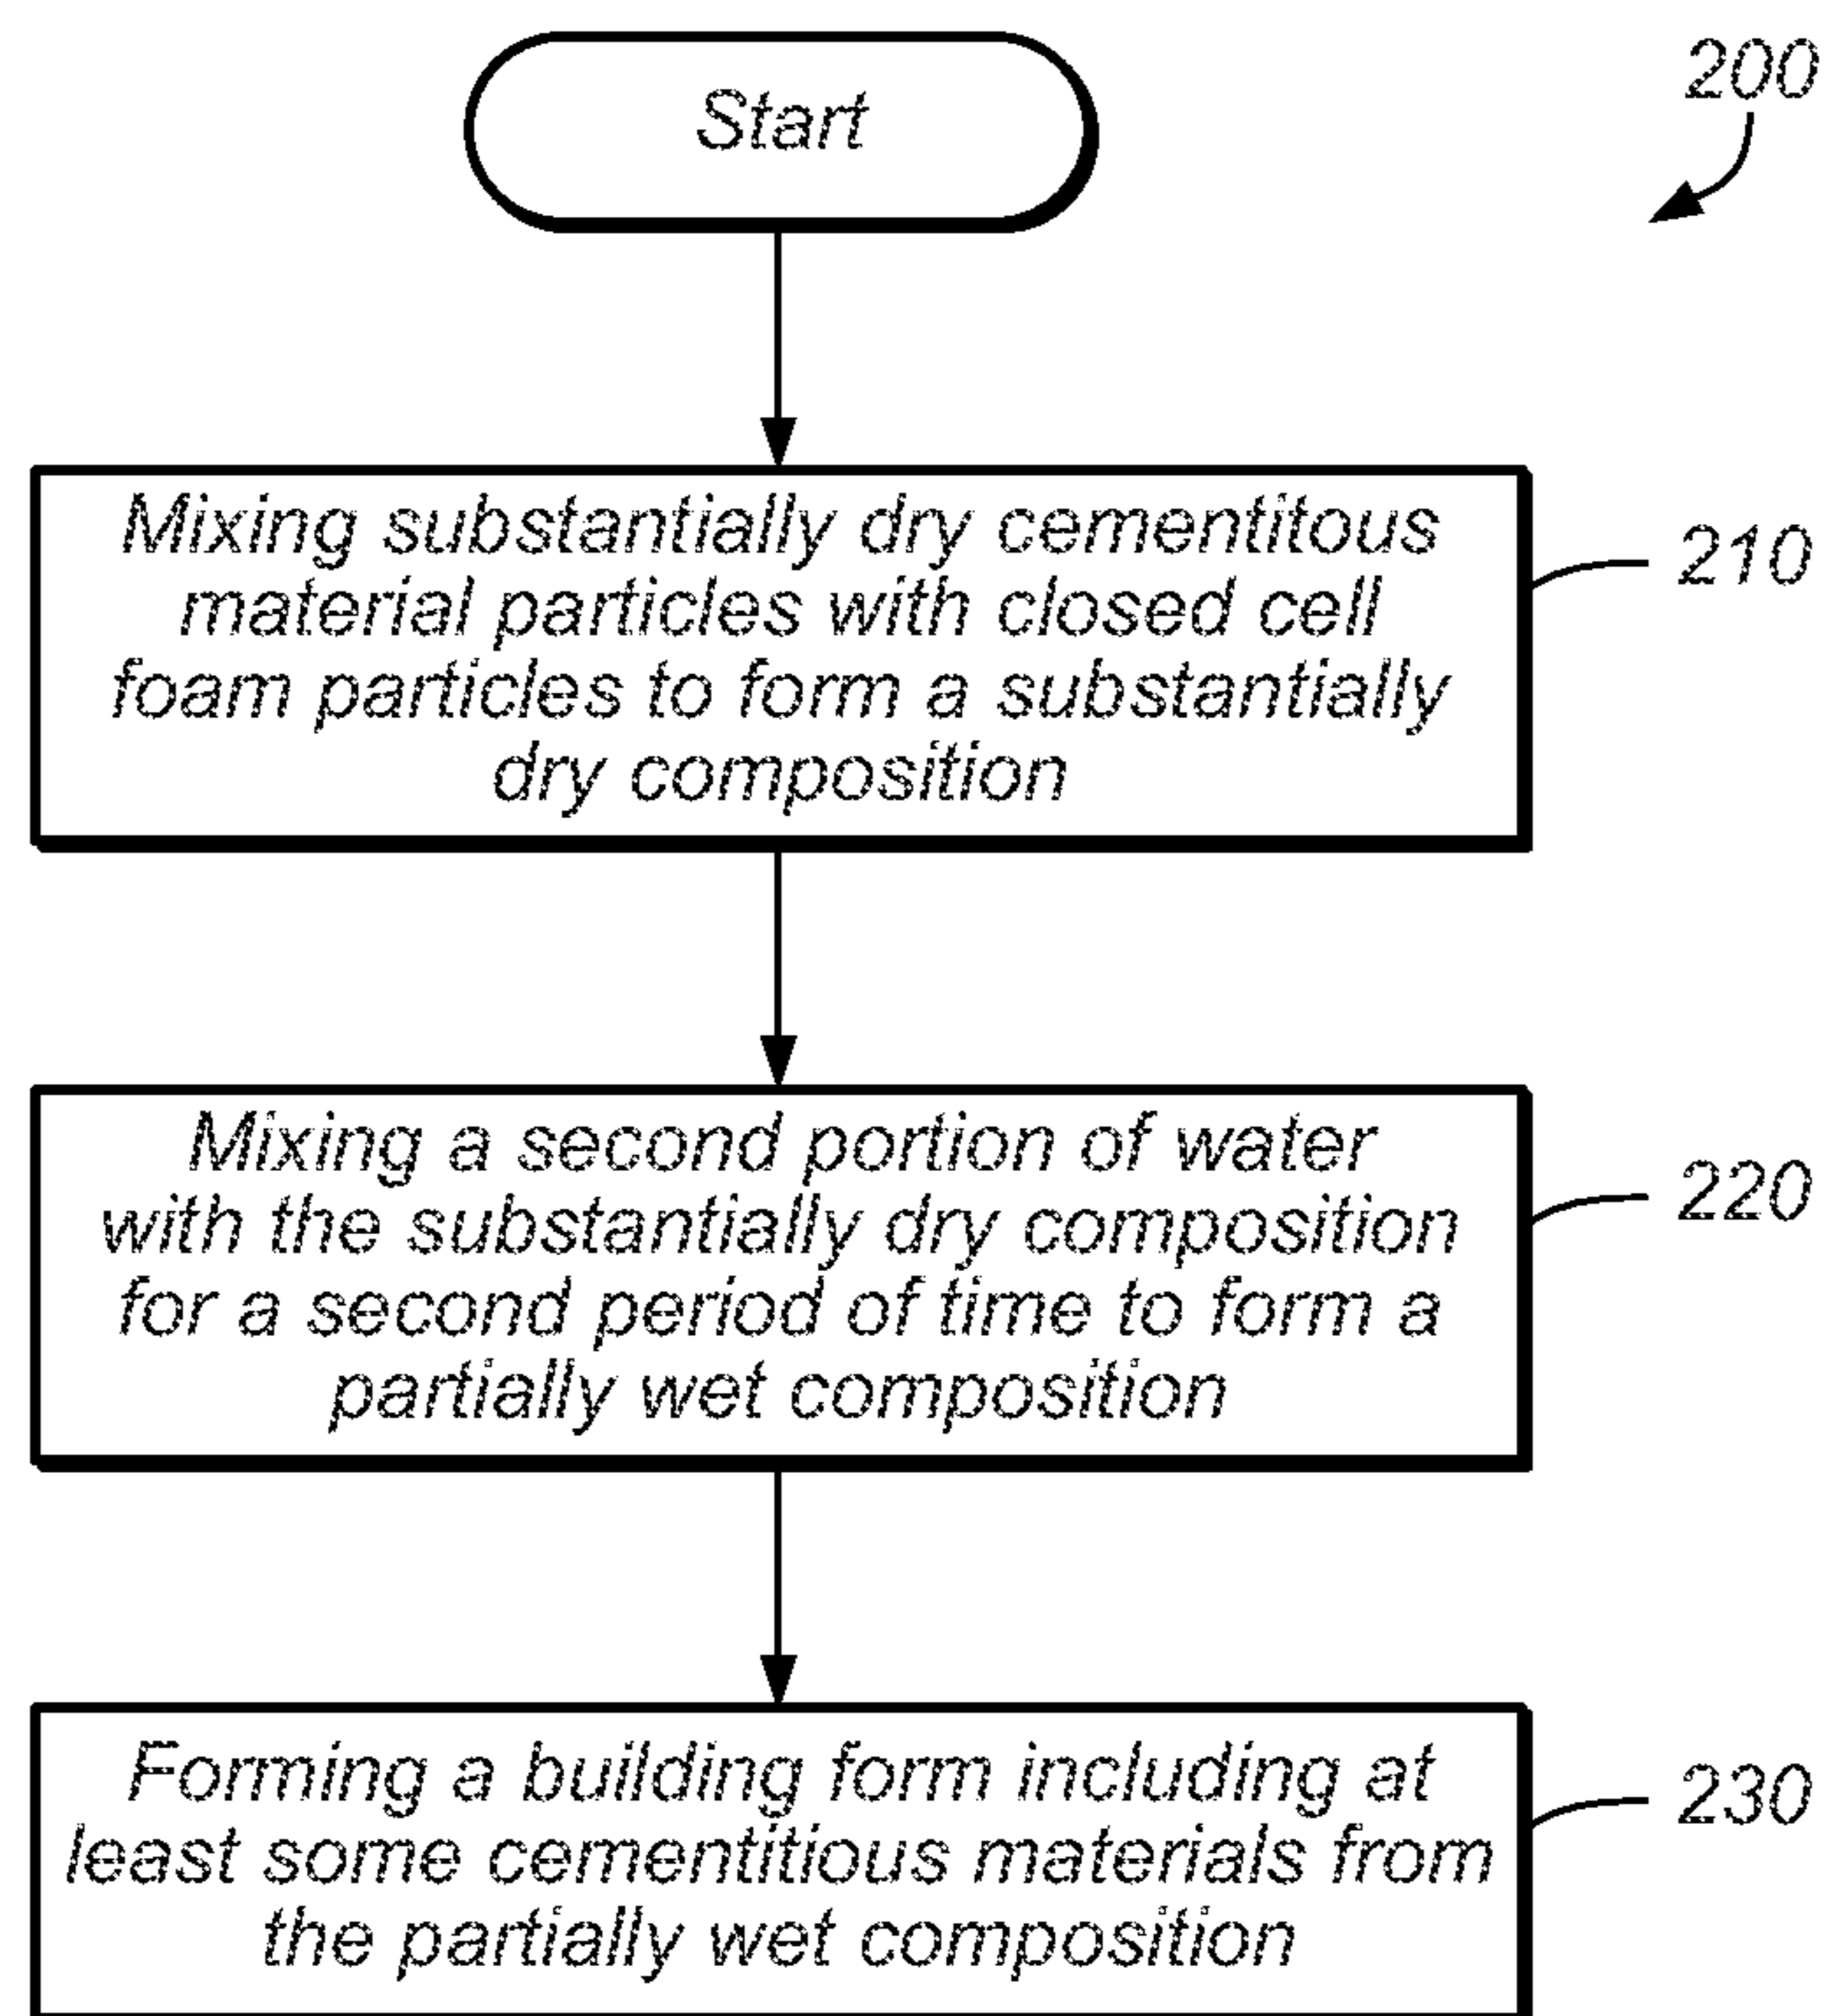 Start
200
Mixing substantially dry cementitous
material particles with closed cell
foam particles to form a substantially
dry composition
210
Mixing a second portion of water
with the substantially dry composition
for a second period of time to form a
partially wet composition
220
Forming a building form including at
least some cementitious materials from
the partially wet composition
230